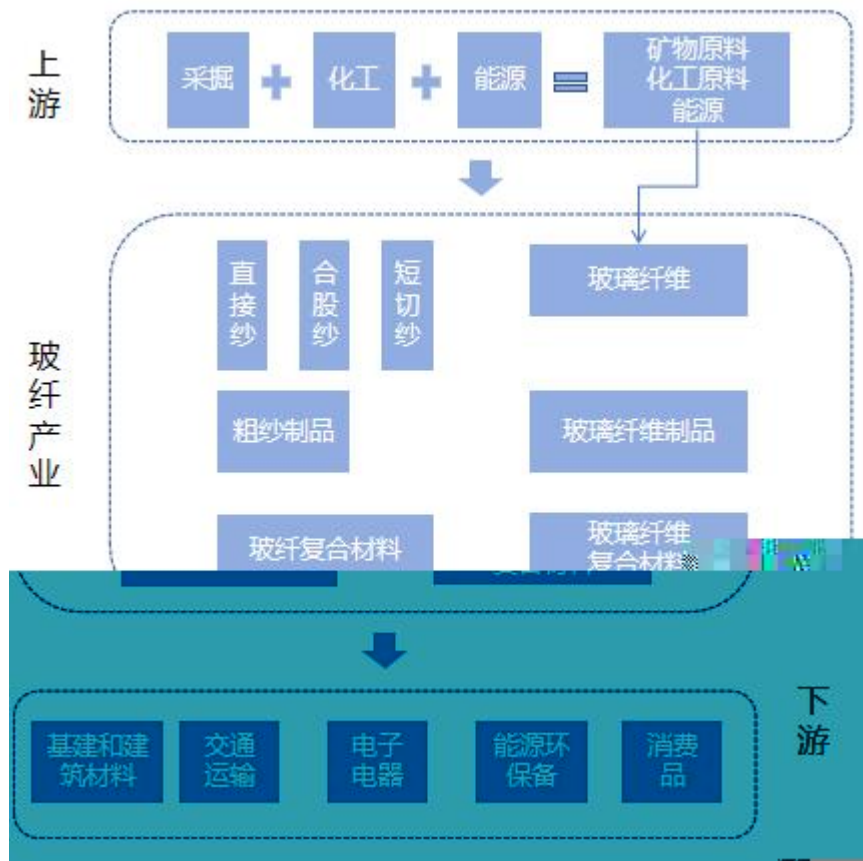 上游
采掘
化工
能源
矿物原料
化工原料
能源
玻纤产业
直接纱
合股纱
短切纱
玻璃纤维
粗纱制品
玻璃纤维制品
玻纤复合材料
玻璃纤维
复合材料
下游
基建和建
筑材料
交通
运输
电子
电器
能源环
保备
消费
品